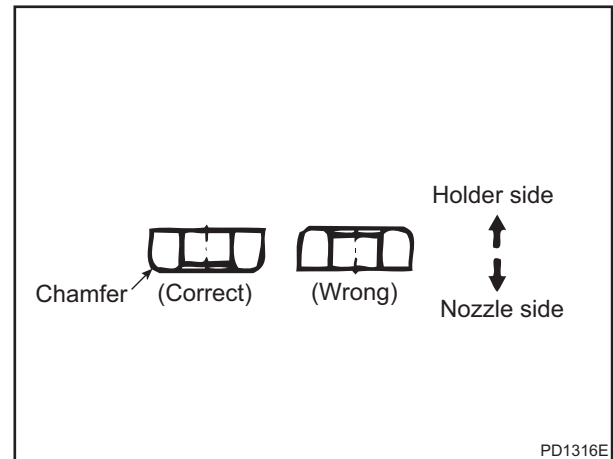 Holder side
Chamfer
(Correct)
(Wrong)
Nozzle side
PD1316E